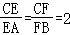 CE/EA = CF/FB = 2